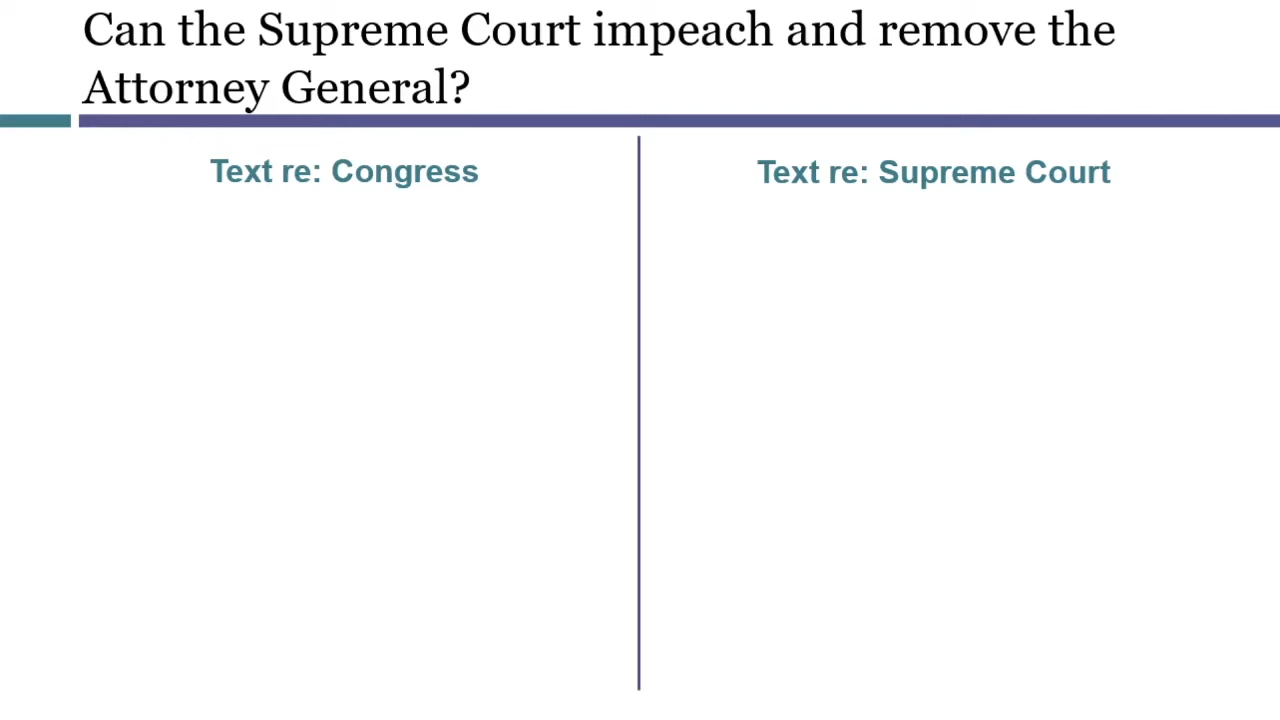 Can the Supreme Court impeach and remove the
Attorney General?
Text re: Congress
Text re: Supreme Court